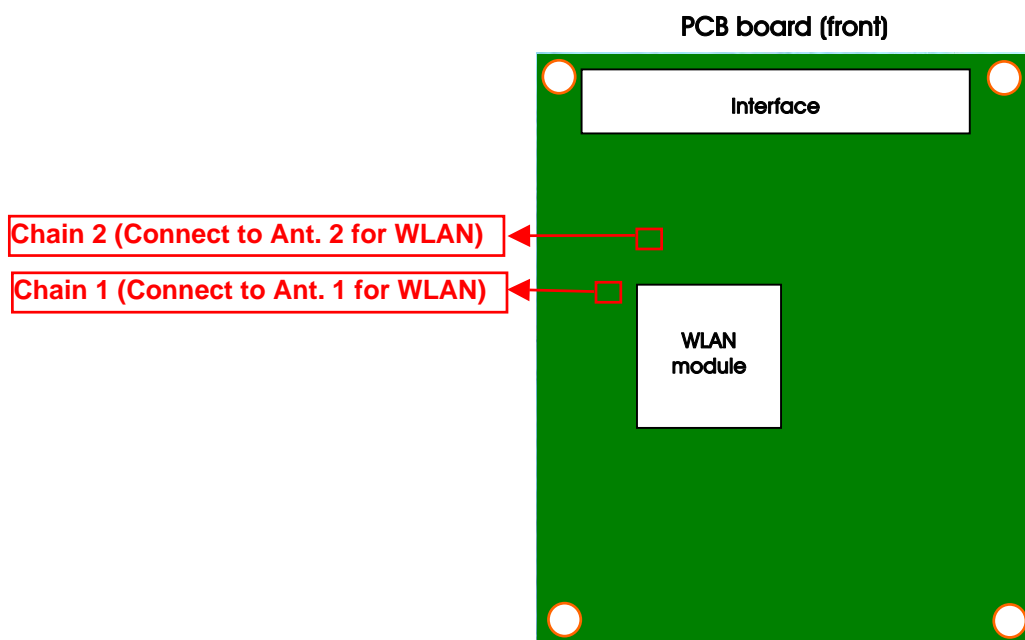 PCB board (front)
Interface
Chain 2 (Connect to Ant. 2 for WLAN)
Chain 1 (Connect to Ant. 1 for WLAN)
WLAN
module